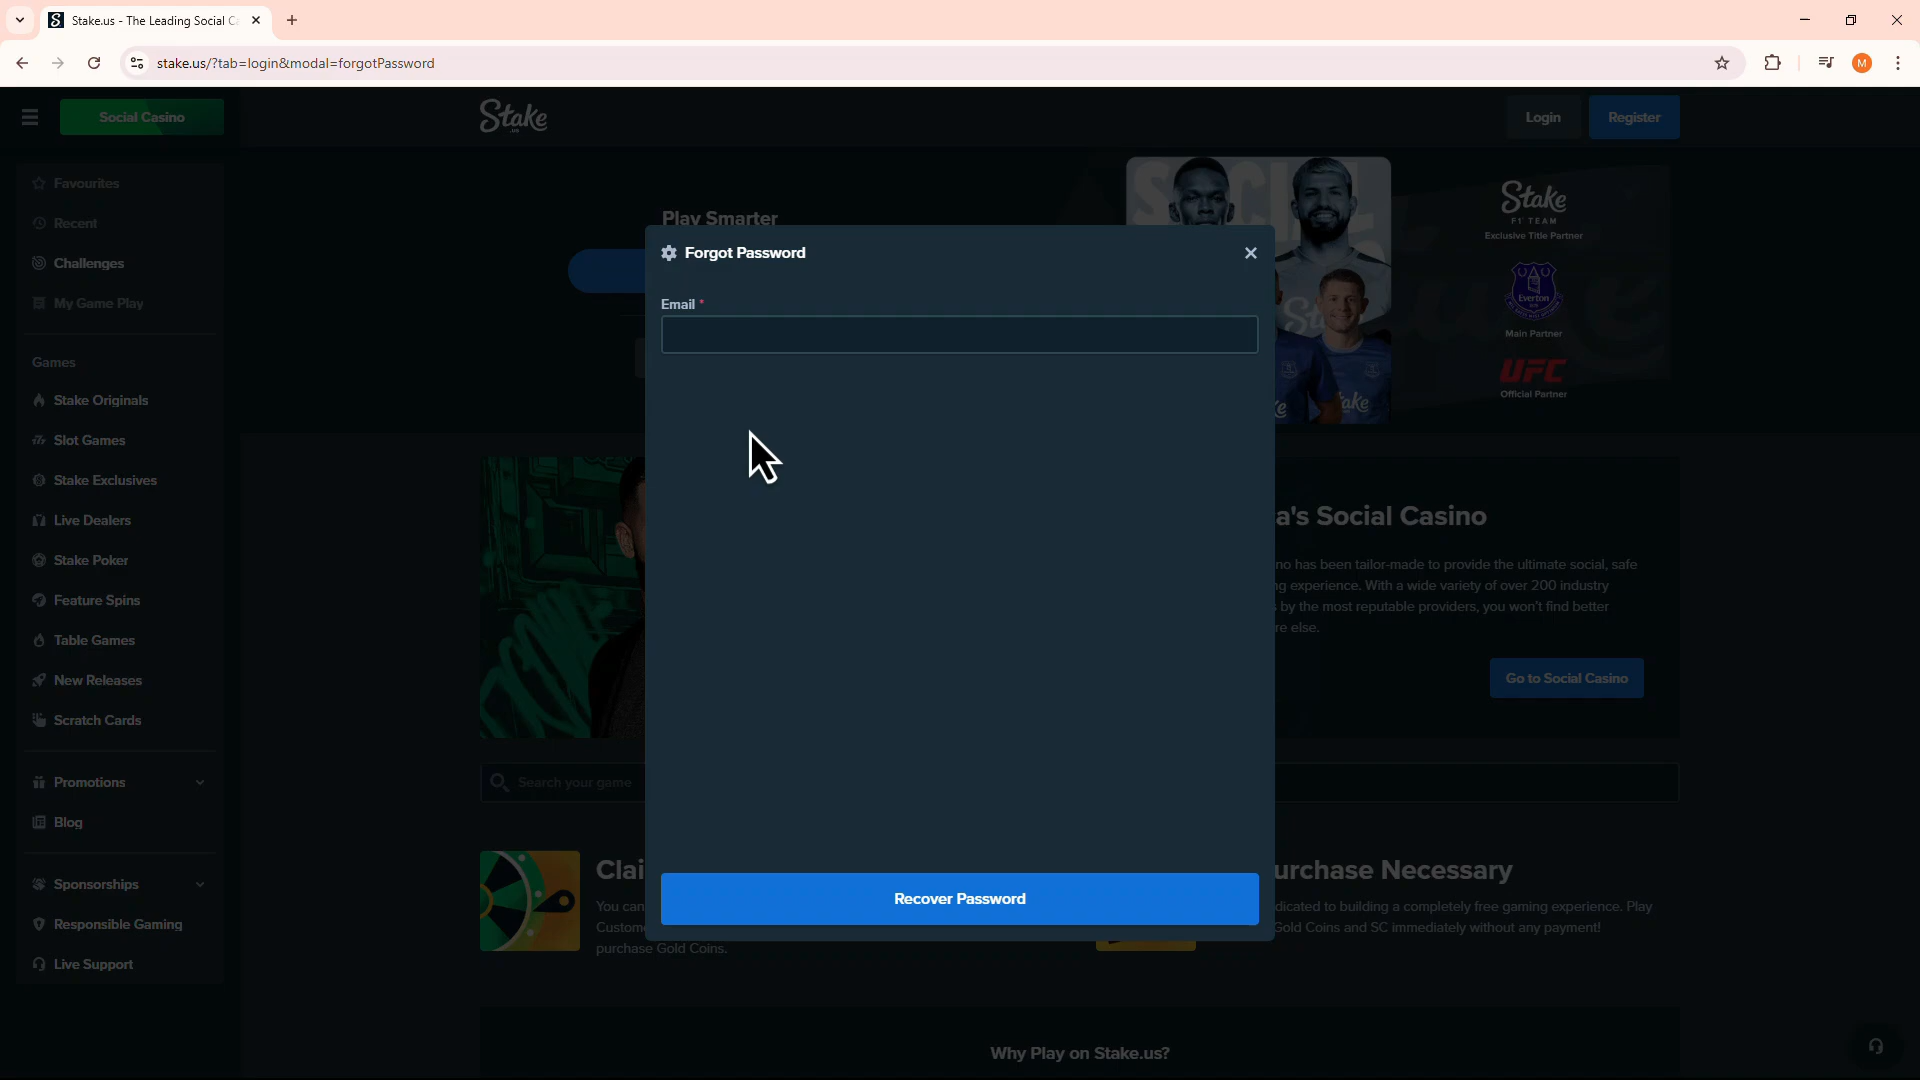 Stake.us - The Leading Social C
stake.us/?tab=login&modal=forgotPassword
M
Social Casino
Stake
Login
Register
Favourites
Recent
Challenges
My Game Play
Games
Stake Originals
Slot Games
Stake Exclusives
Live Dealers
Stake Poker
Feature Spins
Table Games
New Releases
Scratch Cards
Promotions
Blog
Sponsorships
Responsible Gaming
Live Support
Play Smarter
Forgot Password
Email *
Recover Password
Stake
F1 TEAM
Exclusive Title Partner
Everton
Main Partner
UFC
Official Partner
a's Social Casino
no has been tailor-made to provide the ultimate social, safe
ng experience. With a wide variety of over 200 industry
by the most reputable providers, you won't find better
re else.
Go to Social Casino
Search your game
Clai
You can
Custom
purchase Gold Coins.
urchase Necessary
dicated to building a completely free gaming experience. Play
Gold Coins and SC immediately without any payment!
Why Play on Stake.us?